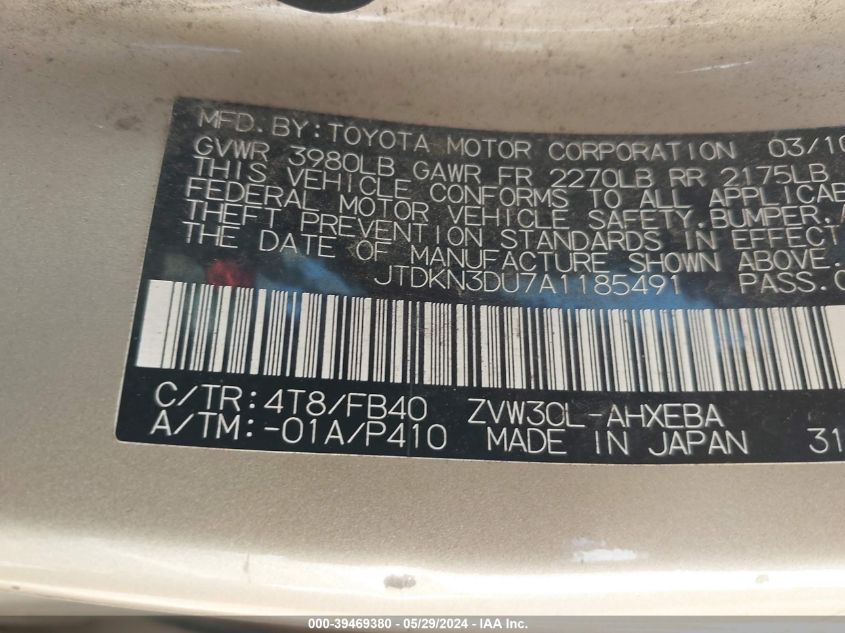 MFD. BY: TOYOTA MOTOR CORPORATION 03/10
GVWR 3980LB GAWR FR 2270LB RR 2175LB
THIS VEHICLE CONFORMS TO ALL APPLICAB
FEDERAL MOTOR VEHICLE SAFETY, BUMPER, A
THEFT PREVENTION STANDARDS IN EFFECT
THE DATE OF MANUFACTURE SHOWN ABOVE.
JTDKN3DU7A1185491 PASS.C
C/TR:4T8/FB40 ZVW30L-AHXEBA
A/TM:-01A/P410 MADE IN JAPAN 31
000-39469380 - 05/29/2024 - IAA Inc.